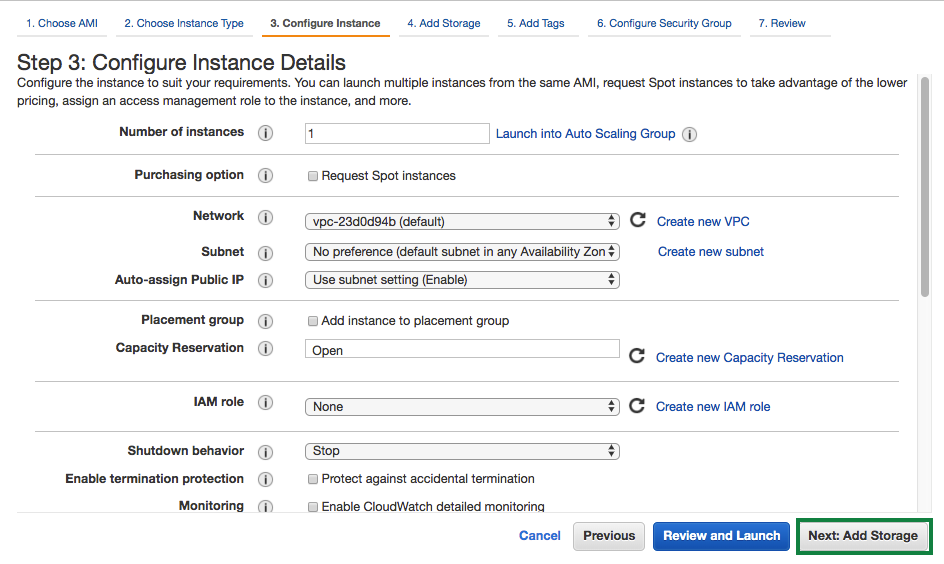 1. Choose AMI 2. Choose Instance Type 3. Configure Instance 4. Add Storage 5. Add Tags 6. Configure Security Group 7. Review
Step 3: Configure Instance Details
Configure the instance to suit your requirements. You can launch multiple instances from the same AMI, request Spot instances to take advantage of the lower
pricing, assign an access management role to the instance, and more.
Number of instances i 1 Launch into Auto Scaling Group i
Purchasing option i Request Spot instances
Network i vpc-23d0d94b (default) Create new VPC
Subnet i No preference (default subnet in any Availability Zon Create new subnet
Auto-assign Public IP i Use subnet setting (Enable)
Placement group i Add instance to placement group
Capacity Reservation i Open Create new Capacity Reservation
IAM role i None Create new IAM role
Shutdown behavior i Stop
Enable termination protection i Protect against accidental termination
Monitoring i Enable CloudWatch detailed monitoring
Cancel Previous Review and Launch Next: Add Storage